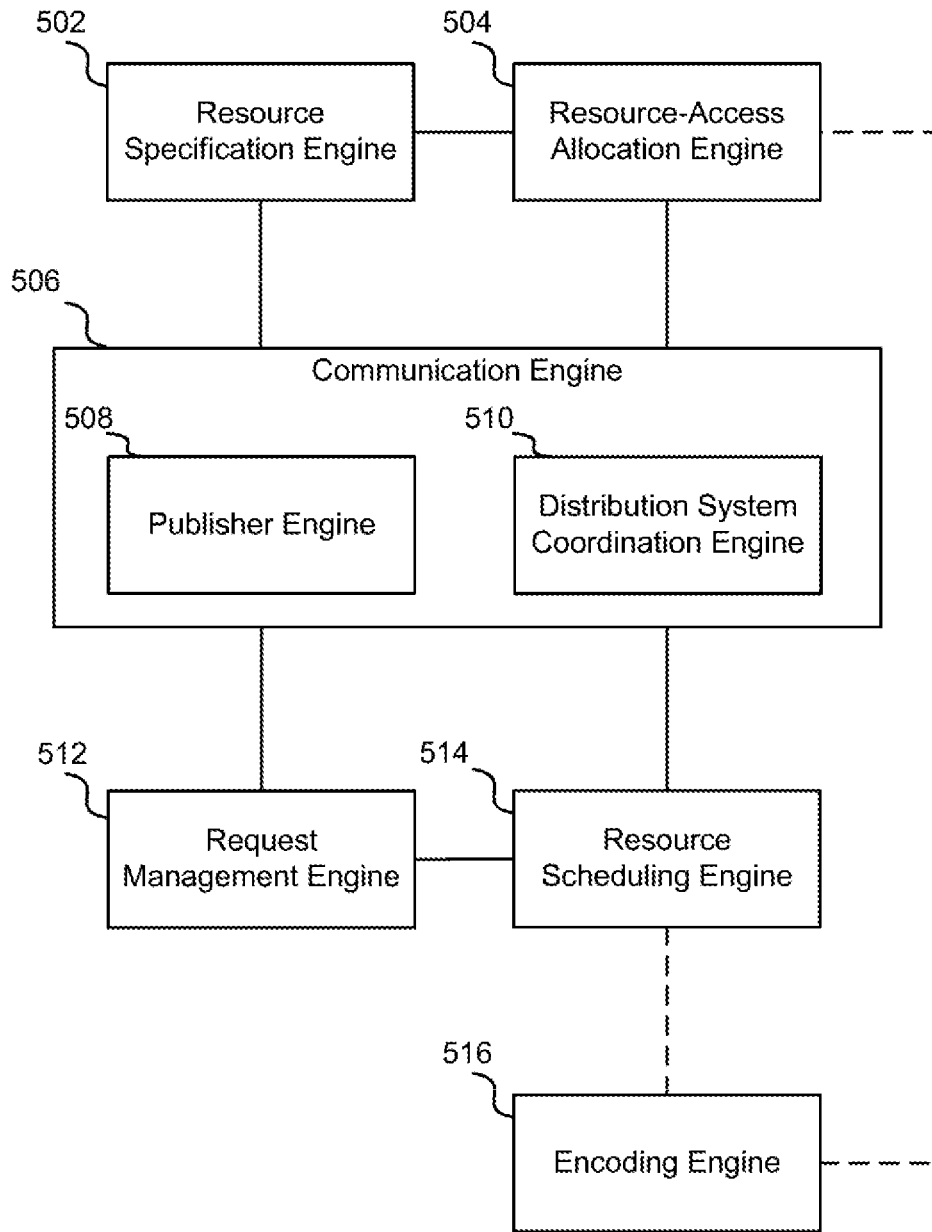 502
504
Resource
Specification Engine
Resource-Access
Allocation Engine
506
Communication Engine
508
510
Publisher Engine
Distribution System
Coordination Engine
512
514
Request
Management Engine
Resource
Scheduling Engine
516
Encoding Engine